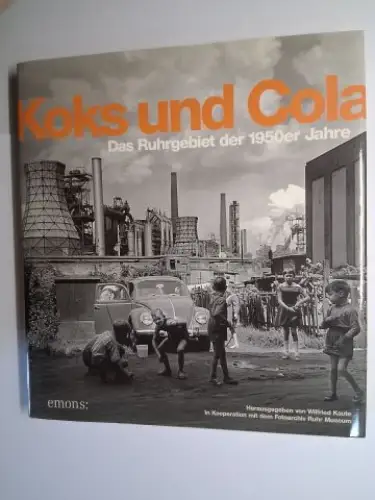 Koks und Cola
Das Ruhrgebiet der 1950er Jahre
emons:
Herausgegeben von Wilfried Kaute
In Kooperation mit dem Fotoarchiv Ruhr Museum